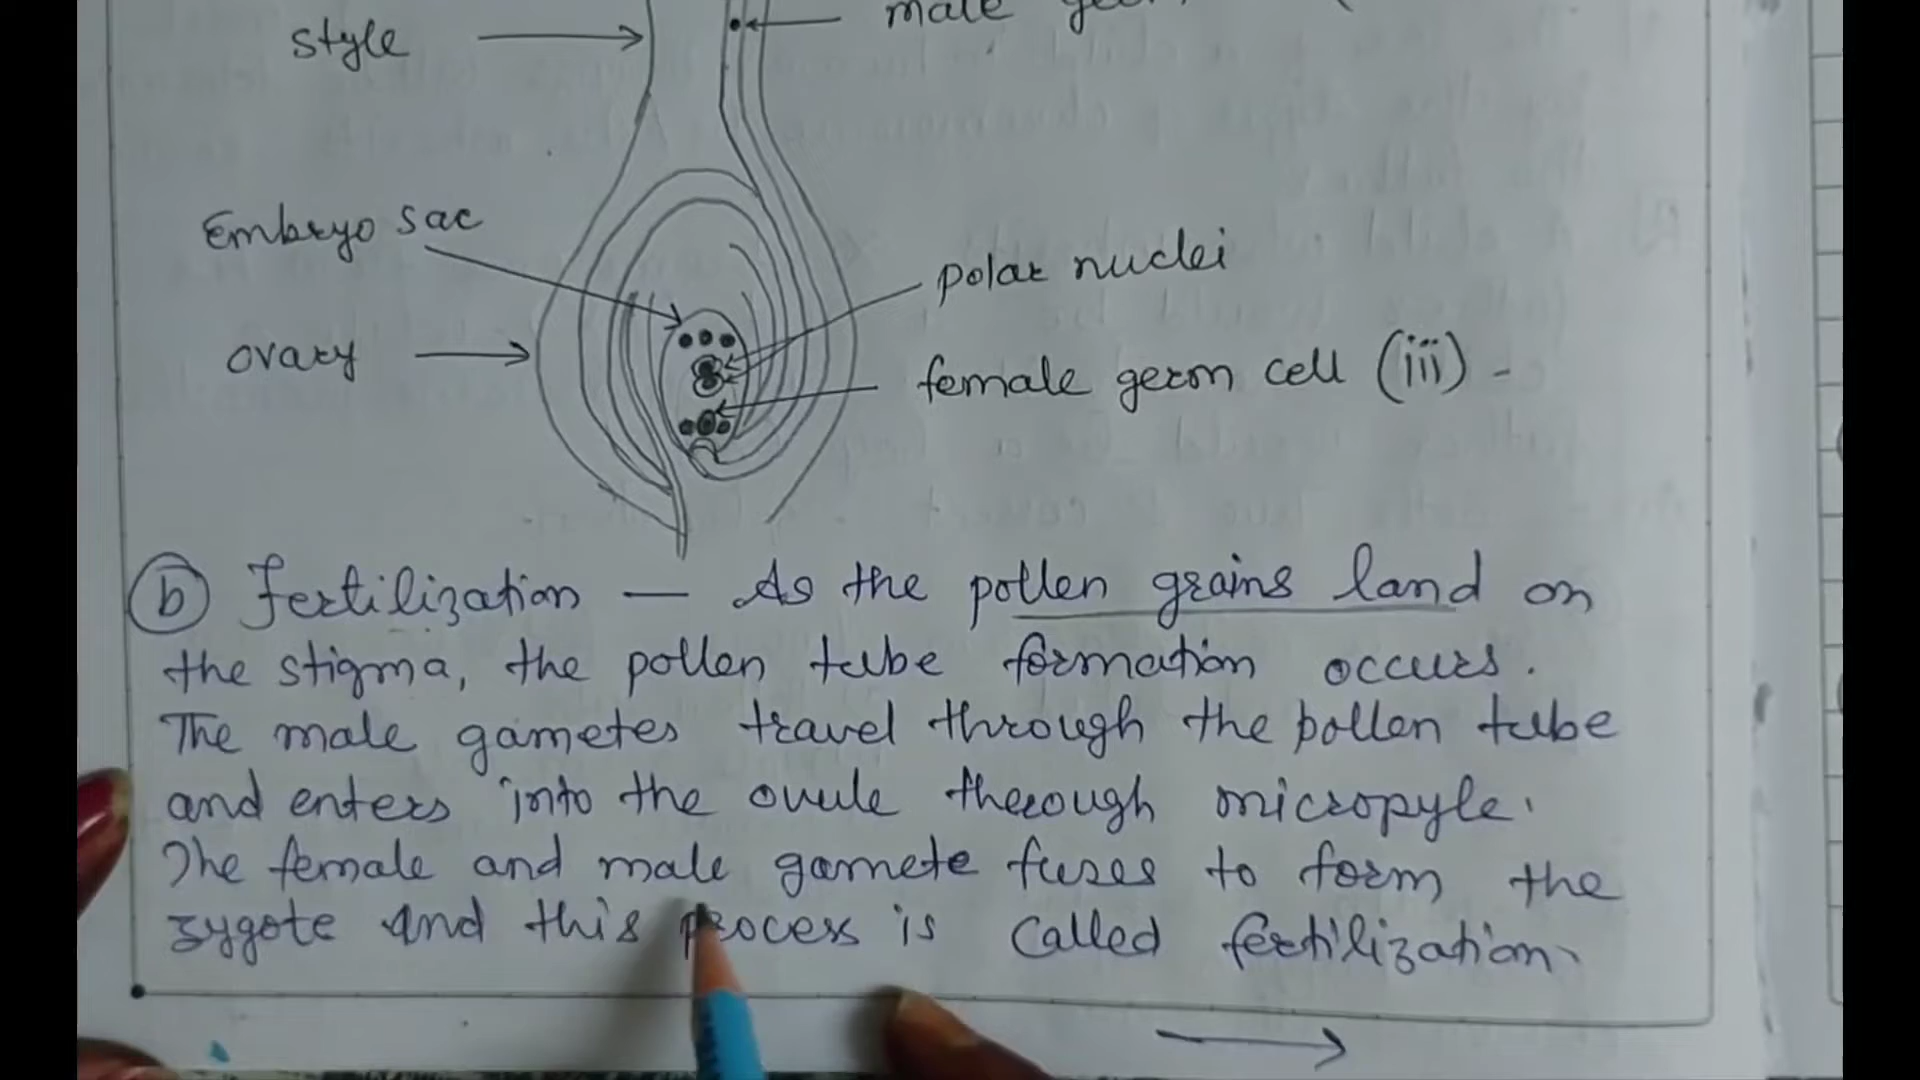 style
male
Embryo sac
polar nuclei
ovary
female germ cell (iii) -
(b) Fertilization — As the pollen grains land on
the stigma, the pollen tube formation occurs.
The male gametes travel through the pollen tube
and enters into the ovule through micropyle.
The female and male gamete fuses to form the
zygote and this process is called fertilization.